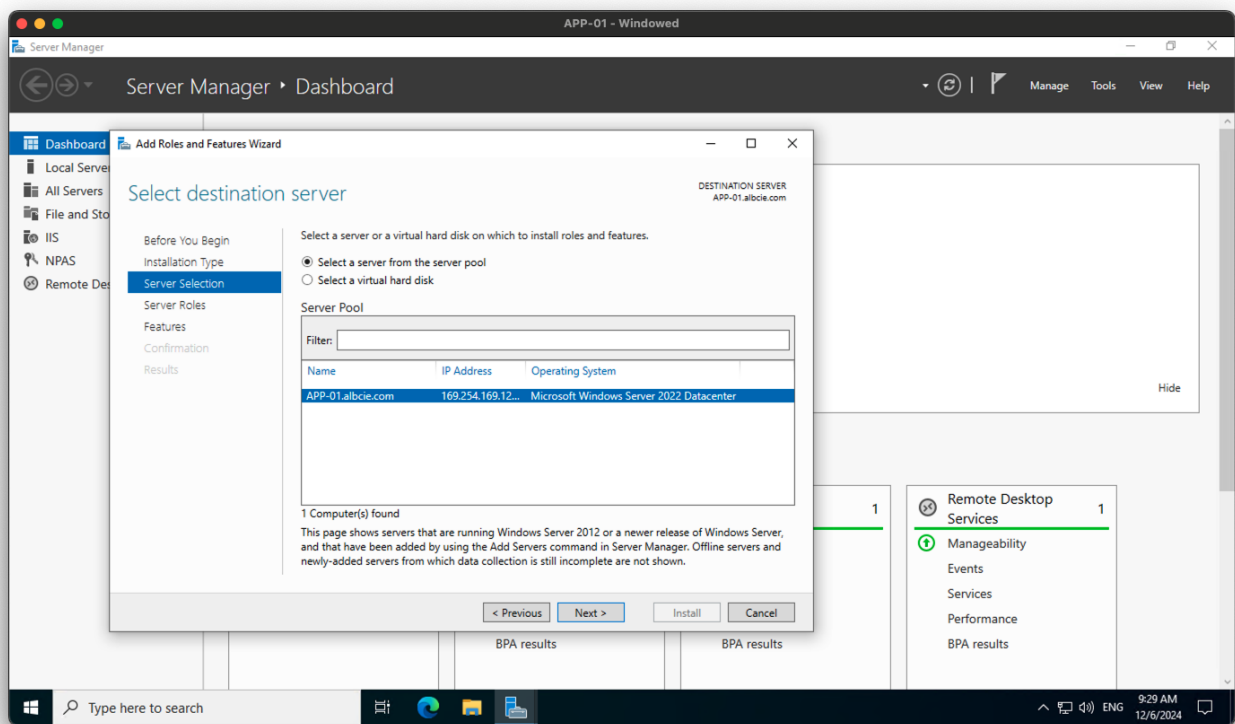 APP-01 - Windowed
Server Manager
Server Manager ‣ Dashboard
Manage Tools View Help
Dashboard
Local Server
All Servers
File and Sto
IIS
NPAS
Remote Des
Add Roles and Features Wizard
Select destination server
DESTINATION SERVER
APP-01.albcie.com
Before You Begin
Installation Type
Server Selection
Server Roles
Features
Confirmation
Results
Select a server or a virtual hard disk on which to install roles and features.
Select a server from the server pool
Select a virtual hard disk
Server Pool
Filter:
Name IP Address Operating System
APP-01.albcie.com 169.254.169.12... Microsoft Windows Server 2022 Datacenter
1 Computer(s) found
This page shows servers that are running Windows Server 2012 or a newer release of Windows Server,
and that have been added by using the Add Servers command in Server Manager. Offline servers and
newly-added servers from which data collection is still incomplete are not shown.
< Previous Next > Install Cancel
Hide
1
Remote Desktop
Services
1
Manageability
Events
Services
Performance
BPA results
BPA results
BPA results
Type here to search
ENG
9:29 AM
12/6/2024